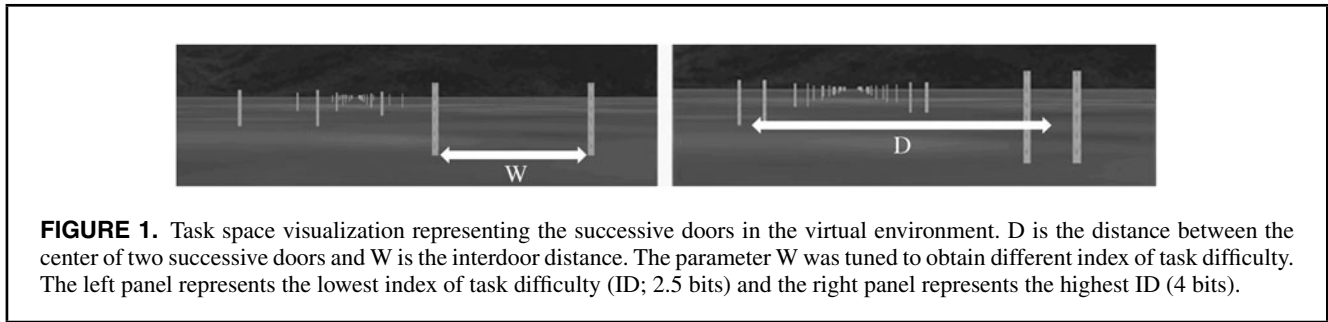 W
D
FIGURE 1. Task space visualization representing the successive doors in the virtual environment. D is the distance between the
center of two successive doors and W is the interdoor distance. The parameter W was tuned to obtain different index of task difficulty.
The left panel represents the lowest index of task difficulty (ID; 2.5 bits) and the right panel represents the highest ID (4 bits).